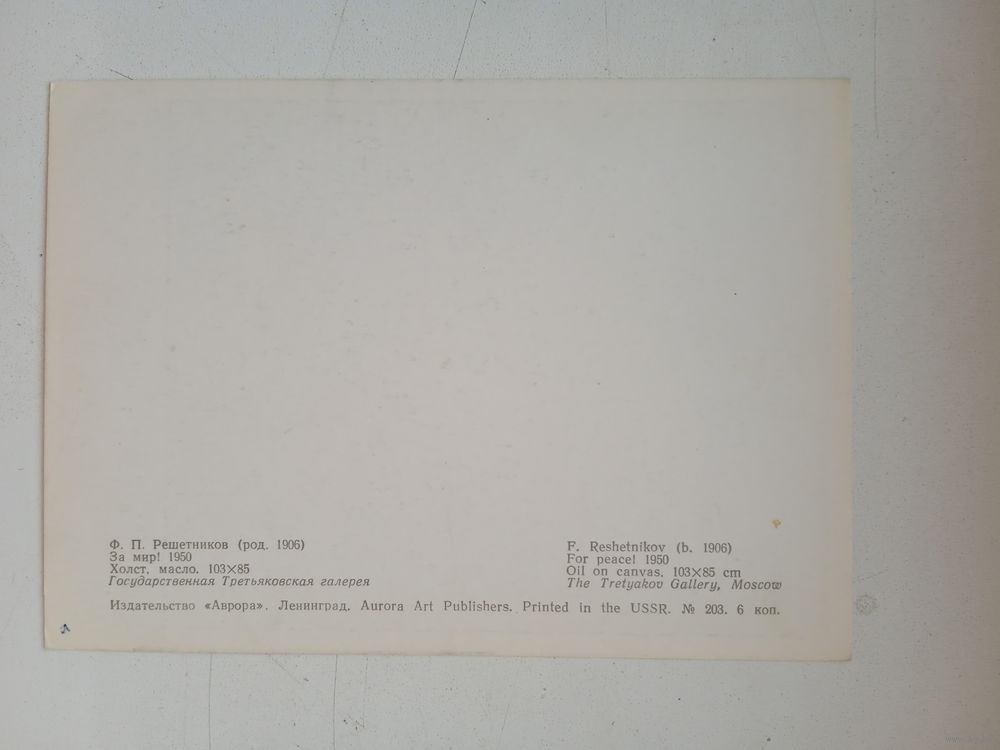 Ф. П. Решетников (род. 1906)
За мир! 1950
Холст, масло. 103×85
Государственная Третьяковская галерея
F. Reshetnikov (b. 1906)
For peace! 1950
Oil on canvas. 103×85 cm
The Tretyakov Gallery, Moscow
Издательство «Аврора». Ленинград. Aurora Art Publishers. Printed in the USSR. № 203. 6 коп.